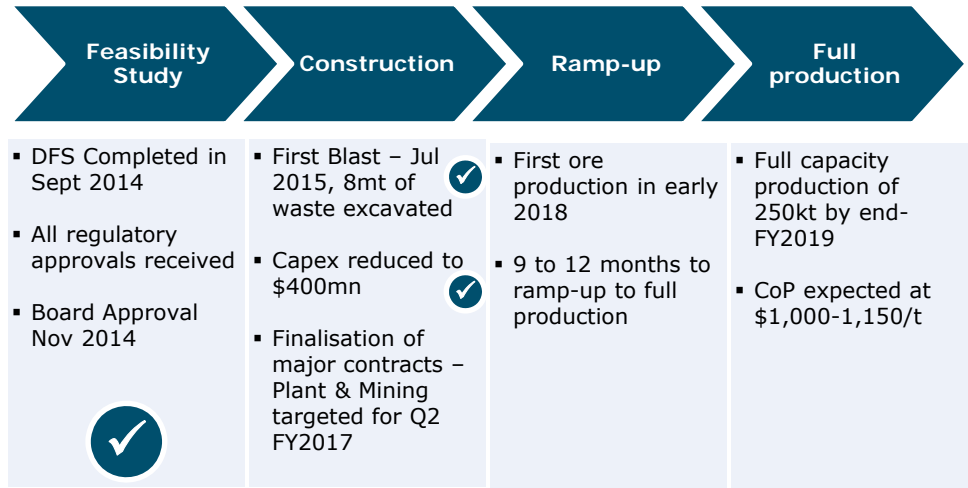 Feasibility
Study
Construction
Ramp-up
Full
production
▪ DFS Completed in
Sept 2014
▪ All regulatory
approvals received
▪ Board Approval
Nov 2014
▪ First Blast – Jul
2015, 8mt of
waste excavated
▪ Capex reduced to
$400mn
▪ Finalisation of
major contracts –
Plant & Mining
targeted for Q2
FY2017
▪ First ore
production in early
2018
▪ 9 to 12 months to
ramp-up to full
production
▪ Full capacity
production of
250kt by end-
FY2019
▪ CoP expected at
$1,000-1,150/t